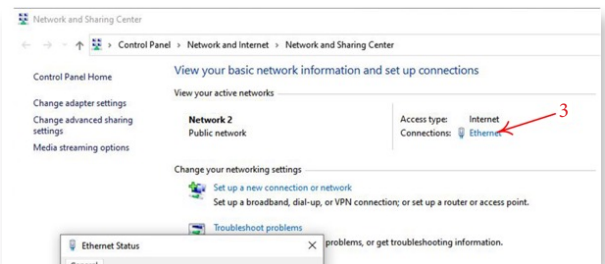 Network and Sharing Center
Control Panel > Network and Internet > Network and Sharing Center
Control Panel Home
Change adapter settings
Change advanced sharing
settings
Media streaming options
View your basic network information and set up connections
View your active networks
Network 2
Public network
Access type: Internet
Connections: Ethernet
3
Change your networking settings
Set up a new connection or network
Set up a broadband, dial-up, or VPN connection; or set up a router or access point.
Troubleshoot problems
problems, or get troubleshooting information.
Ethernet Status
General